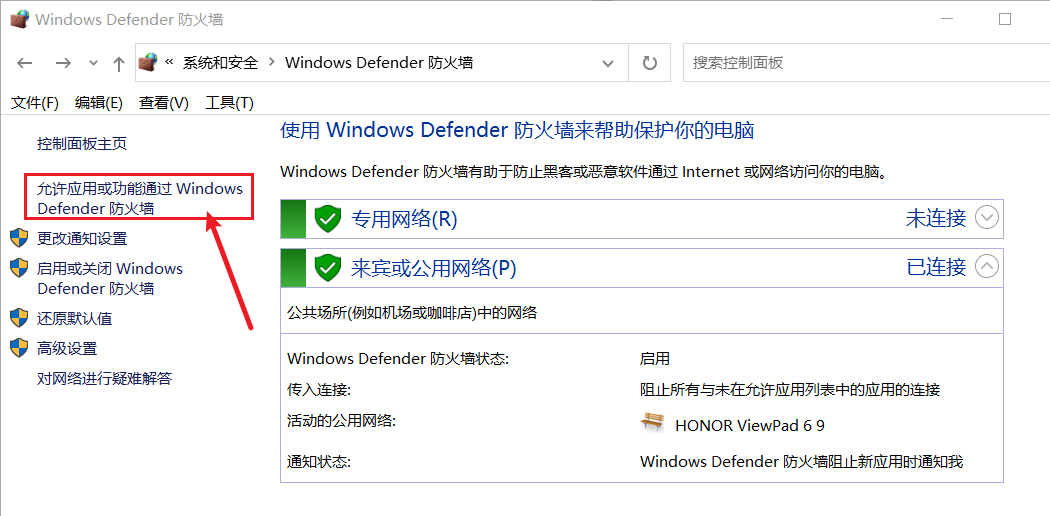 Windows Defender 防火墙
« 系统和安全 > Windows Defender 防火墙
搜索控制面板
文件(F) 编辑(E) 查看(V) 工具(T)
控制面板主页
允许应用或功能通过 Windows
Defender 防火墙
更改通知设置
启用或关闭 Windows
Defender 防火墙
还原默认值
高级设置
对网络进行疑难解答
使用 Windows Defender 防火墙来帮助保护你的电脑
Windows Defender 防火墙有助于防止黑客或恶意软件通过 Internet 或网络访问你的电脑。
专用网络(R) 未连接
来宾或公用网络(P) 已连接
公共场所(例如机场或咖啡店)中的网络
Windows Defender 防火墙状态: 启用
传入连接: 阻止所有与未在允许应用列表中的应用的连接
活动的公用网络: HONOR ViewPad 6 9
通知状态: Windows Defender 防火墙阻止新应用时通知我